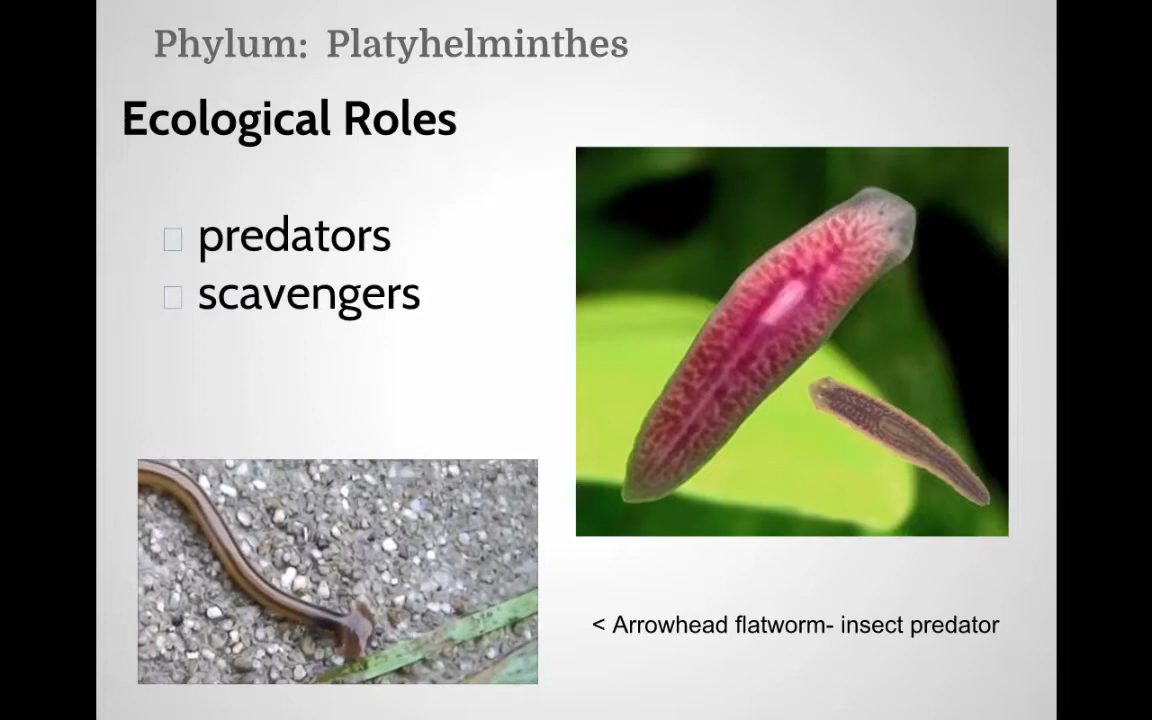 Phylum: Platyhelminthes
Ecological Roles
predators
scavengers
< Arrowhead flatworm- insect predator